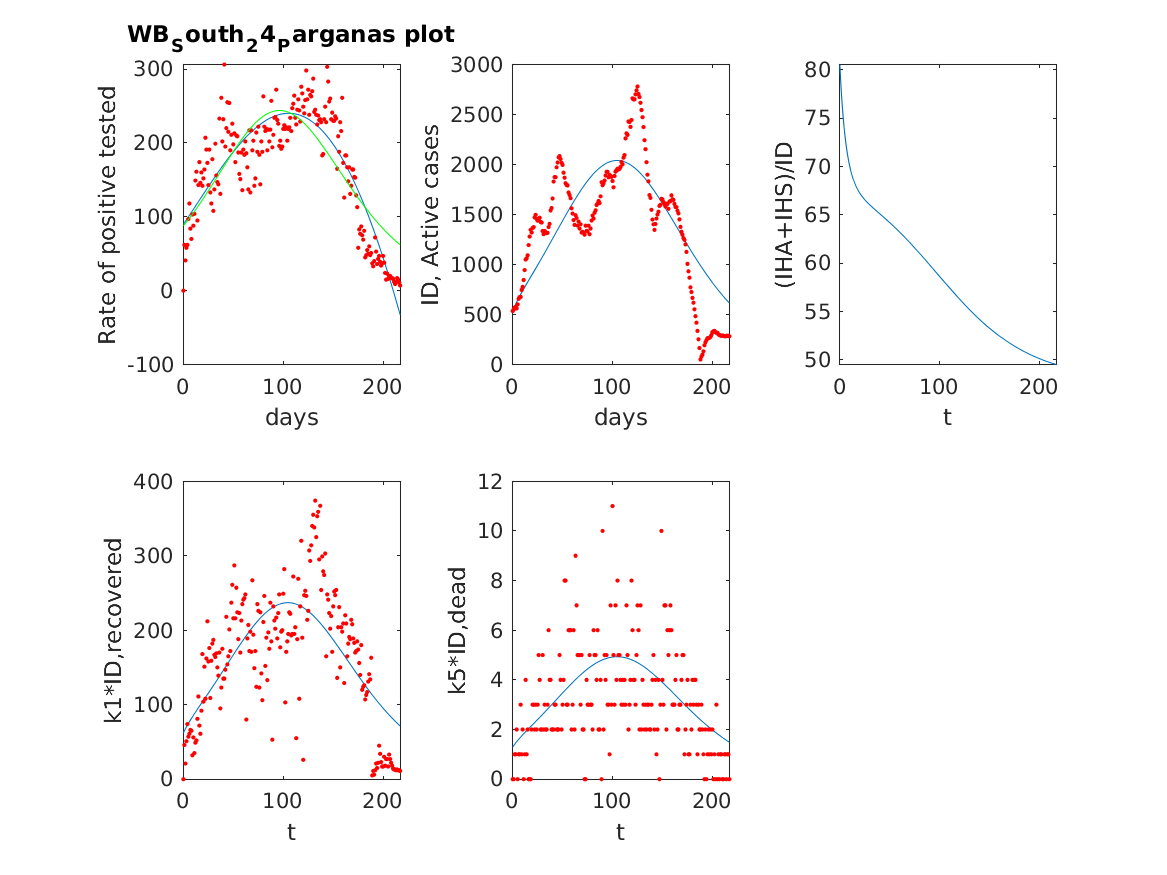 WB_South_24_Parganas plot
300
200
100
0
-100
0 100 200
days
Rate of positive tested
3000
2500
2000
1500
1000
500
0
0 100 200
days
ID, Active cases
80
75
70
65
60
55
50
0 100 200
t
(IHA+IHS)/ID
400
300
200
100
0
0 100 200
t
k1*ID,recovered
12
10
8
6
4
2
0
0 100 200
t
k5*ID,dead